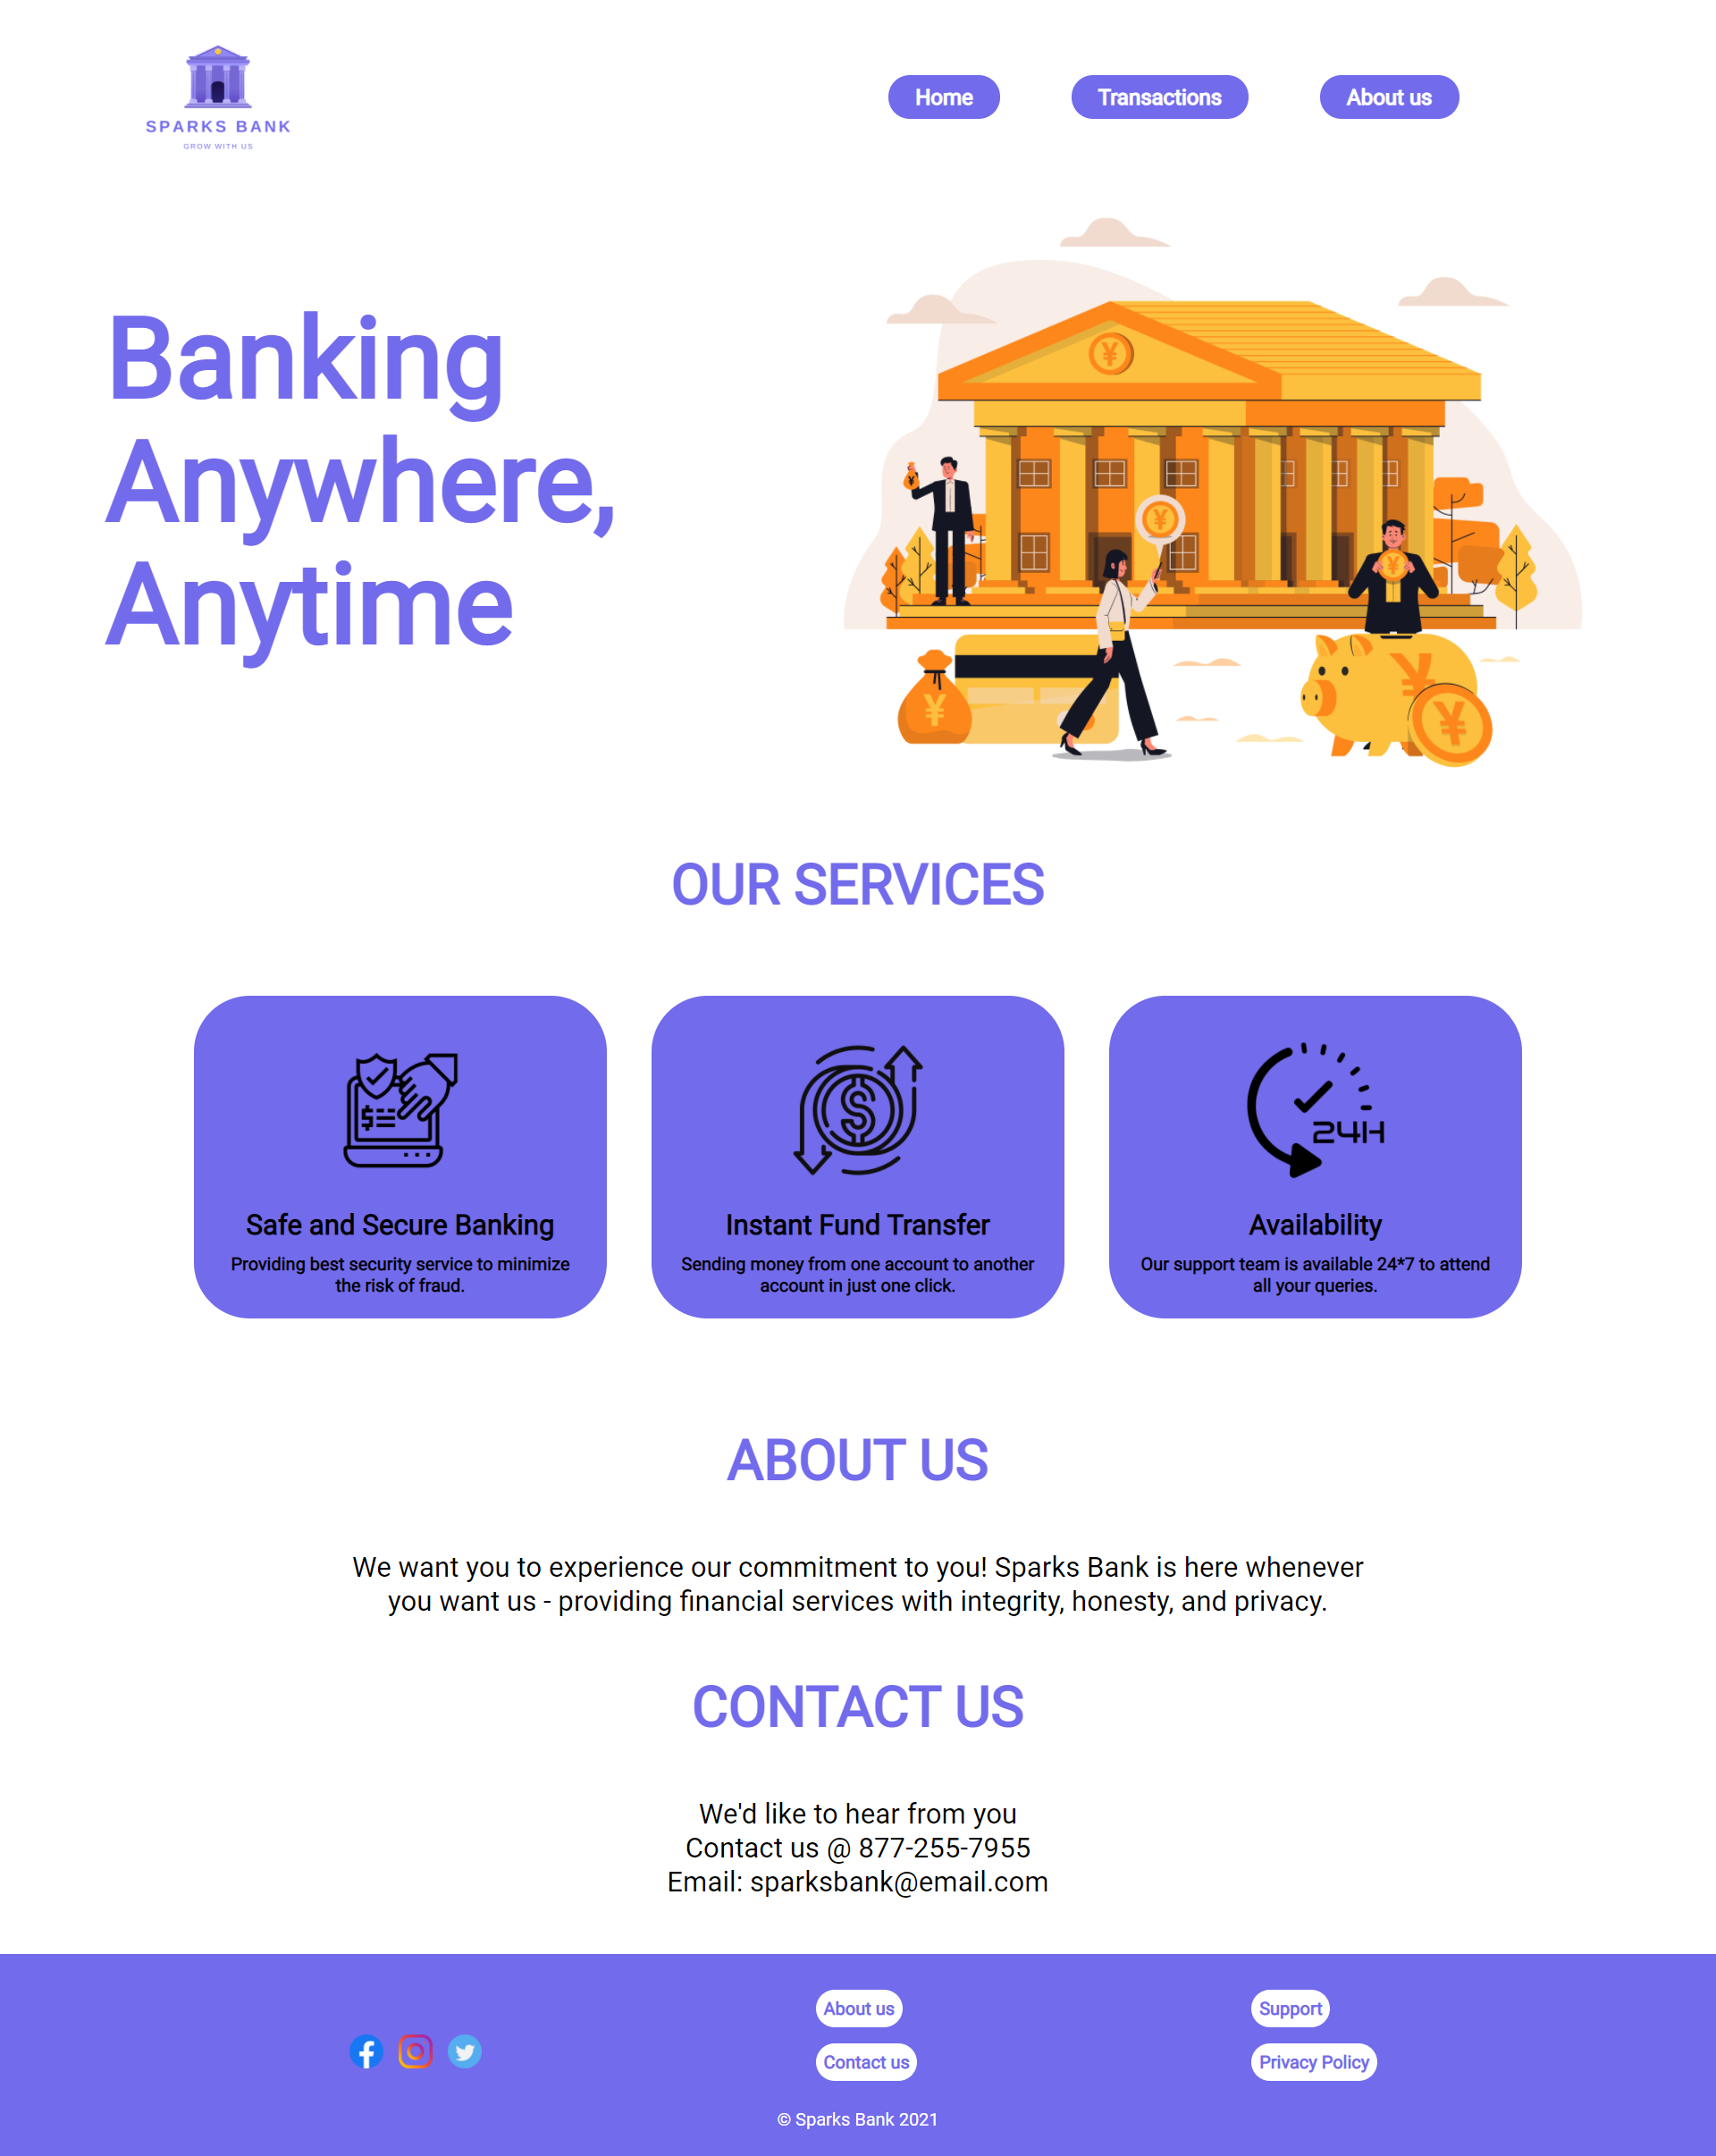 SPARKS BANK
GROW WITH US
Home
Transactions
About us
Banking
Anywhere,
Anytime
¥
¥
¥
¥
¥
¥
¥
OUR SERVICES
$
$
24H
Safe and Secure Banking
Providing best security service to minimize
the risk of fraud.
Instant Fund Transfer
Sending money from one account to another
account in just one click.
Availability
Our support team is available 24*7 to attend
all your queries.
ABOUT US
We want you to experience our commitment to you! Sparks Bank is here whenever
you want us - providing financial services with integrity, honesty, and privacy.
CONTACT US
We'd like to hear from you
Contact us @ 877-255-7955
Email: sparksbank@email.com
About us
Support
Contact us
Privacy Policy
© Sparks Bank 2021